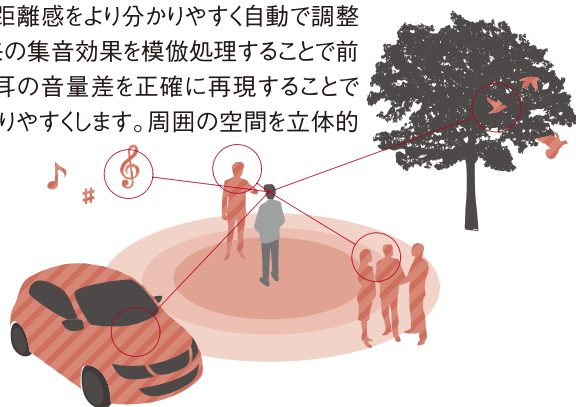 距離感をより分かりやすく自動で調整
の集音効果を模倣処理することで前
耳の音量差を正確に再現することで
りやすくします。周囲の空間を立体的